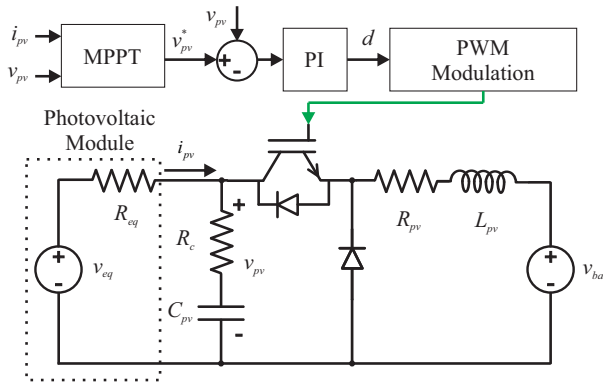 v_pv
i_pv
v_pv
MPPT
v*_pv
+
-
PI
d
PWM
Modulation
Photovoltaic
Module
i_pv
R_eq
+
R_c
v_pv
R_pv
L_pv
+
v_eq
-
C_pv
-
+
v_ba
-